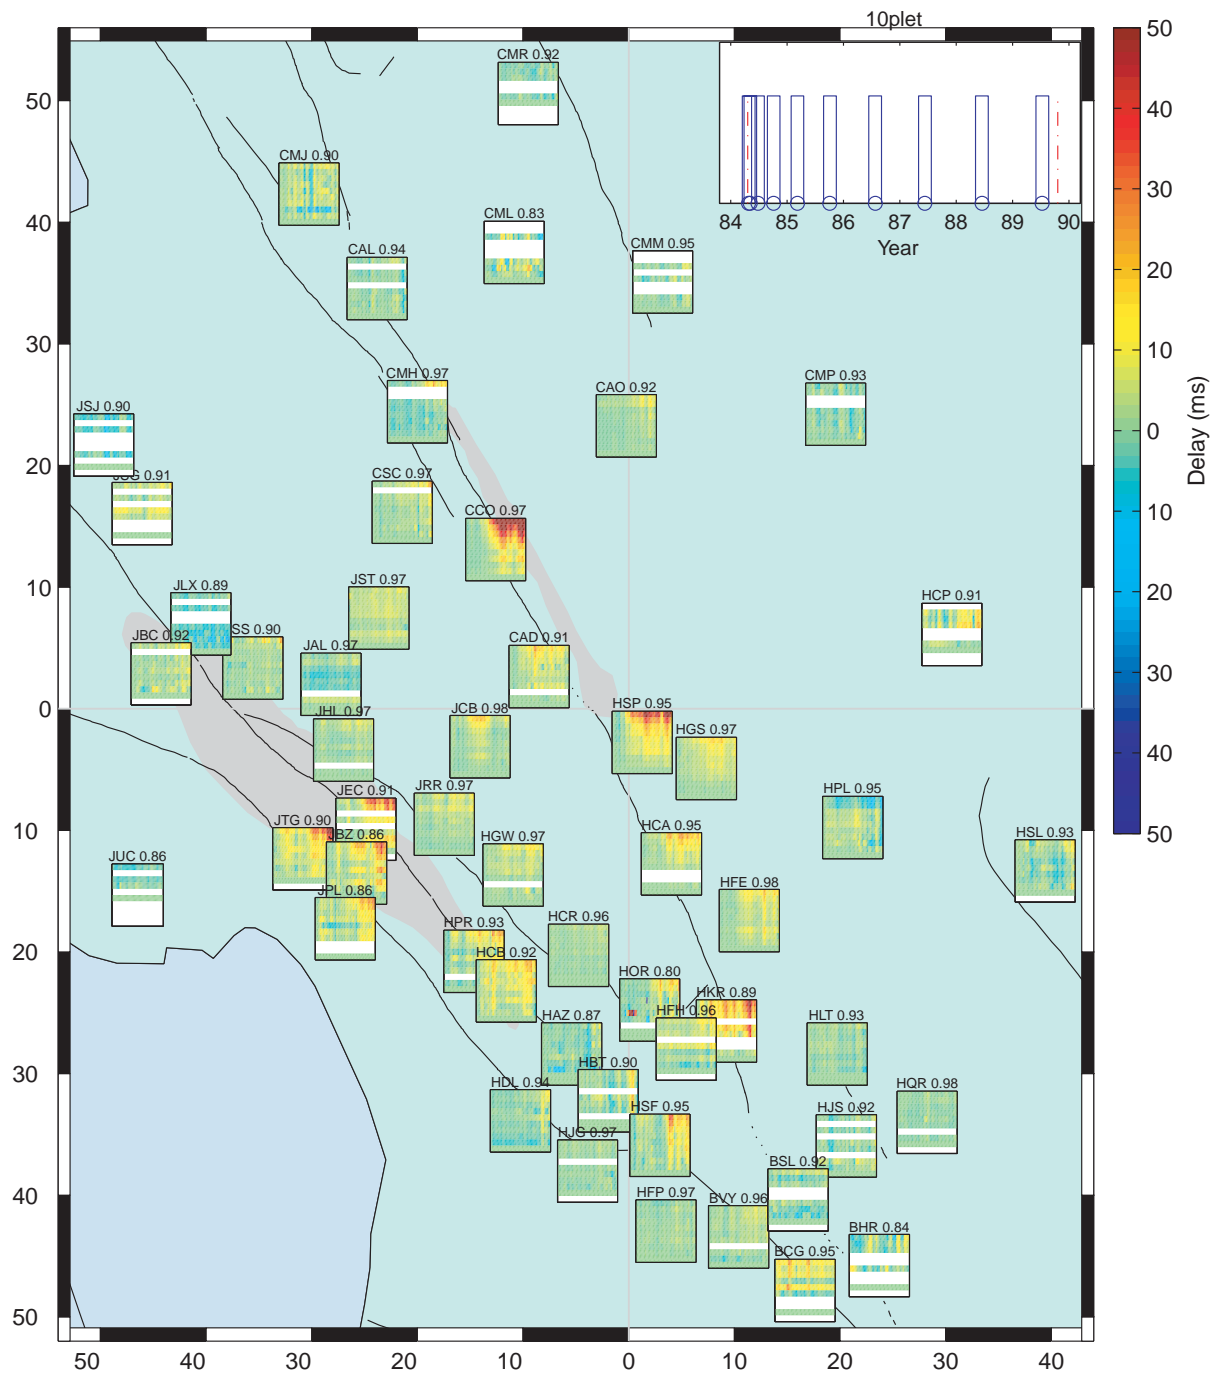 10plet
84 85 86 87 88 89 90
Year
50
40
30
20
10
0
10
20
30
40
50
Delay (ms)
50
40
30
20
10
0
10
20
30
40
50
50 40 30 20 10 0 10 20 30 40
CMR 0.92
CMJ 0.90
CML 0.83
CAL 0.94
CMM 0.95
CMH 0.97
CAO 0.92
CMP 0.93
JSJ 0.90
0.91
CSC 0.97
CCO 0.97
JLX 0.89
JST 0.97
HCP 0.91
JBC 0.92
SS 0.90
JAL 0.97
CAD 0.91
JHL 0.97
JCB 0.98
HSP 0.95
HGS 0.97
JEC 0.91
JRR 0.97
HPL 0.95
JTG 0.90
JBZ 0.86
HGW 0.97
HCA 0.95
HSL 0.93
JUC 0.86
JPL 0.86
HFE 0.98
HPR 0.93
HCR 0.96
HCB 0.92
HOR 0.80
HKR 0.89
HAZ 0.87
HFH 0.96
HLT 0.93
HBT 0.90
HDL 0.94
HSF 0.95
HJS 0.92
HQR 0.98
HJG 0.97
BSL 0.92
HFP 0.97
BVY 0.96
BHR 0.84
BCG 0.95